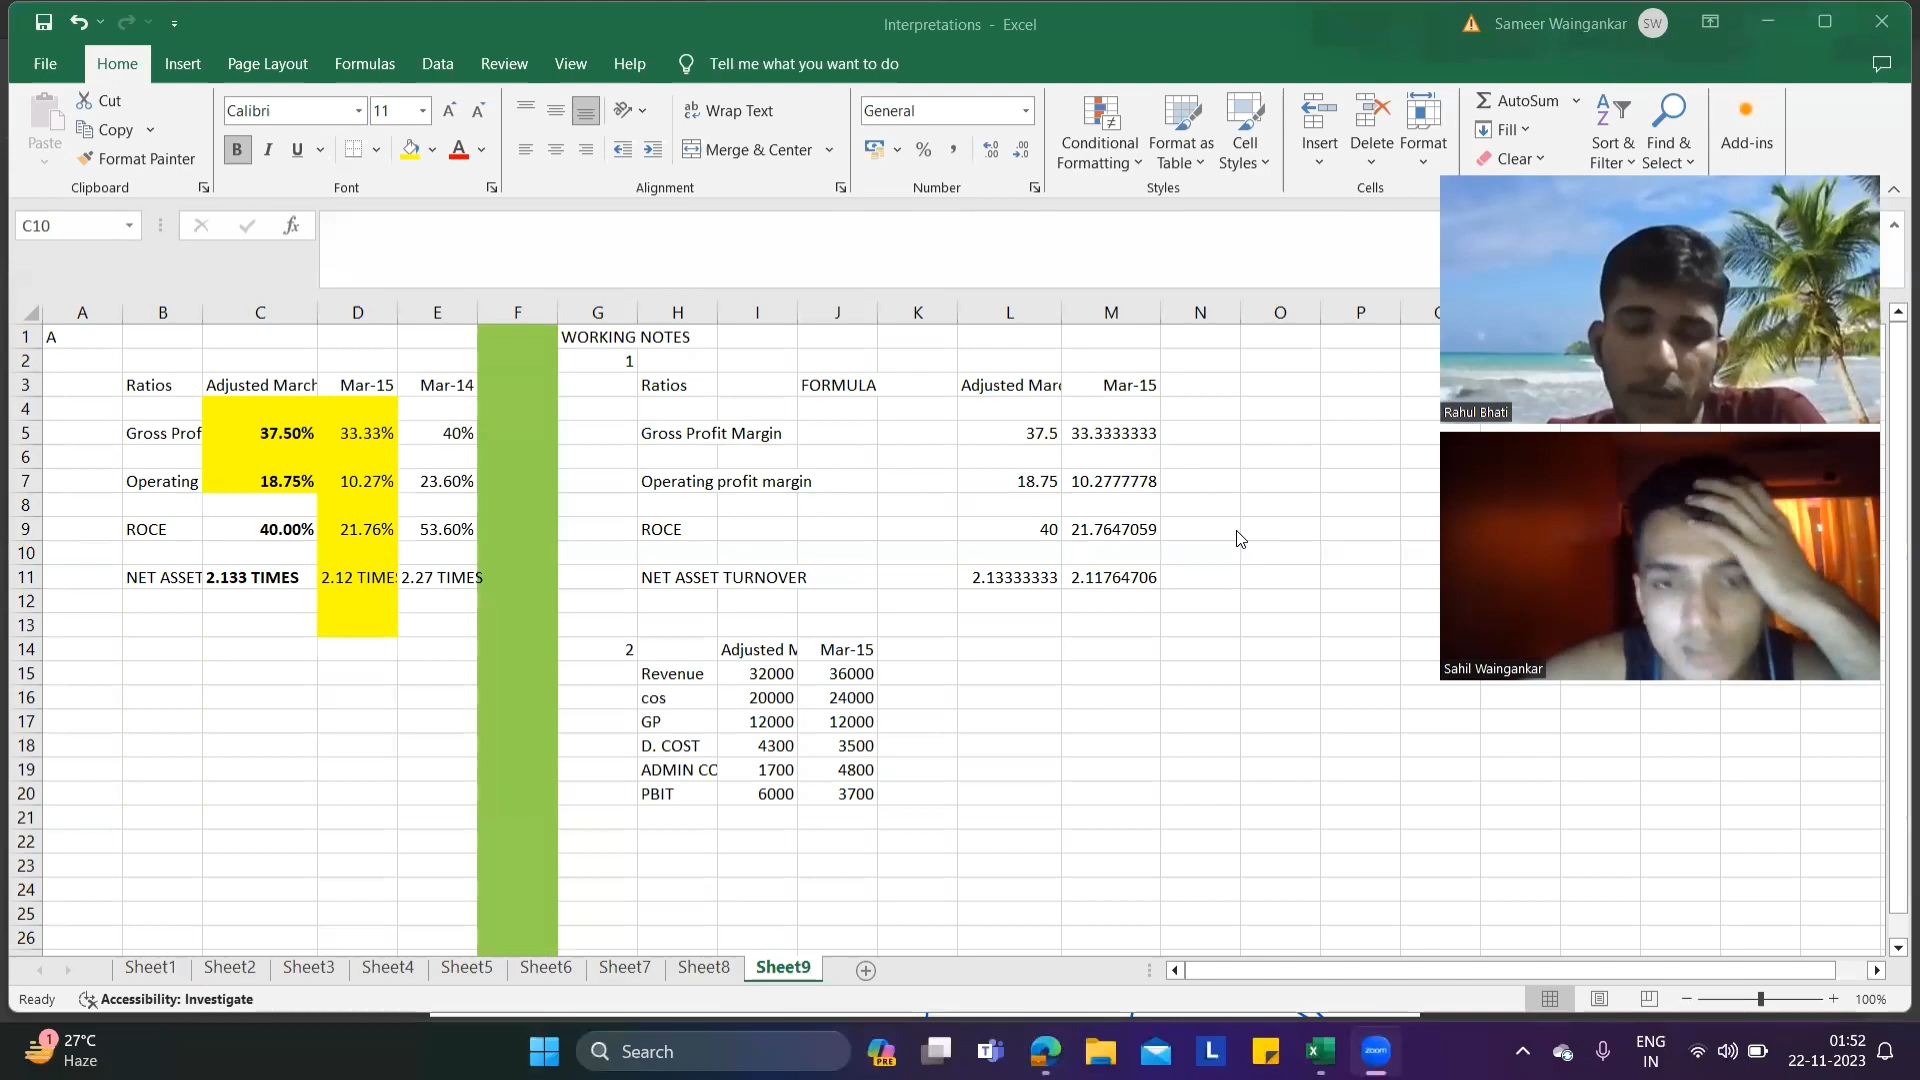 Interpretations - Excel
Sameer Waingankar SW
File Home Insert Page Layout Formulas Data Review View Help Tell me what you want to do
Paste Cut Copy Format Painter Clipboard
Calibri 11 B I U Font
Wrap Text Merge & Center Alignment
General % Number
Conditional Formatting Format as Table Cell Styles Styles
Insert Delete Format Cells
AutoSum Fill Clear Sort & Filter Find & Select
Add-ins
C10 fx
A B C D E F G H I J K L M N O P
1 A WORKING NOTES
2 1
3 Ratios Adjusted March Mar-15 Mar-14 Ratios FORMULA Adjusted Marc Mar-15
4
5 Gross Prof 37.50% 33.33% 40% Gross Profit Margin 37.5 33.3333333
6
7 Operating 18.75% 10.27% 23.60% Operating profit margin 18.75 10.2777778
8
9 ROCE 40.00% 21.76% 53.60% ROCE 40 21.7647059
10
11 NET ASSET 2.133 TIMES 2.12 TIME 2.27 TIMES NET ASSET TURNOVER 2.13333333 2.11764706
12
13
14 2 Adjusted M Mar-15
15 Revenue 32000 36000
16 cos 20000 24000
17 GP 12000 12000
18 D. COST 4300 3500
19 ADMIN CO 1700 4800
20 PBIT 6000 3700
21
22
23
24
25
26
Rahul Bhati
Sahil Waingankar
Sheet1 Sheet2 Sheet3 Sheet4 Sheet5 Sheet6 Sheet7 Sheet8 Sheet9
Ready Accessibility: Investigate 100%
1 27°C
Haze
Search
PRE
L
zoom
ENG
IN
01:52
22-11-2023